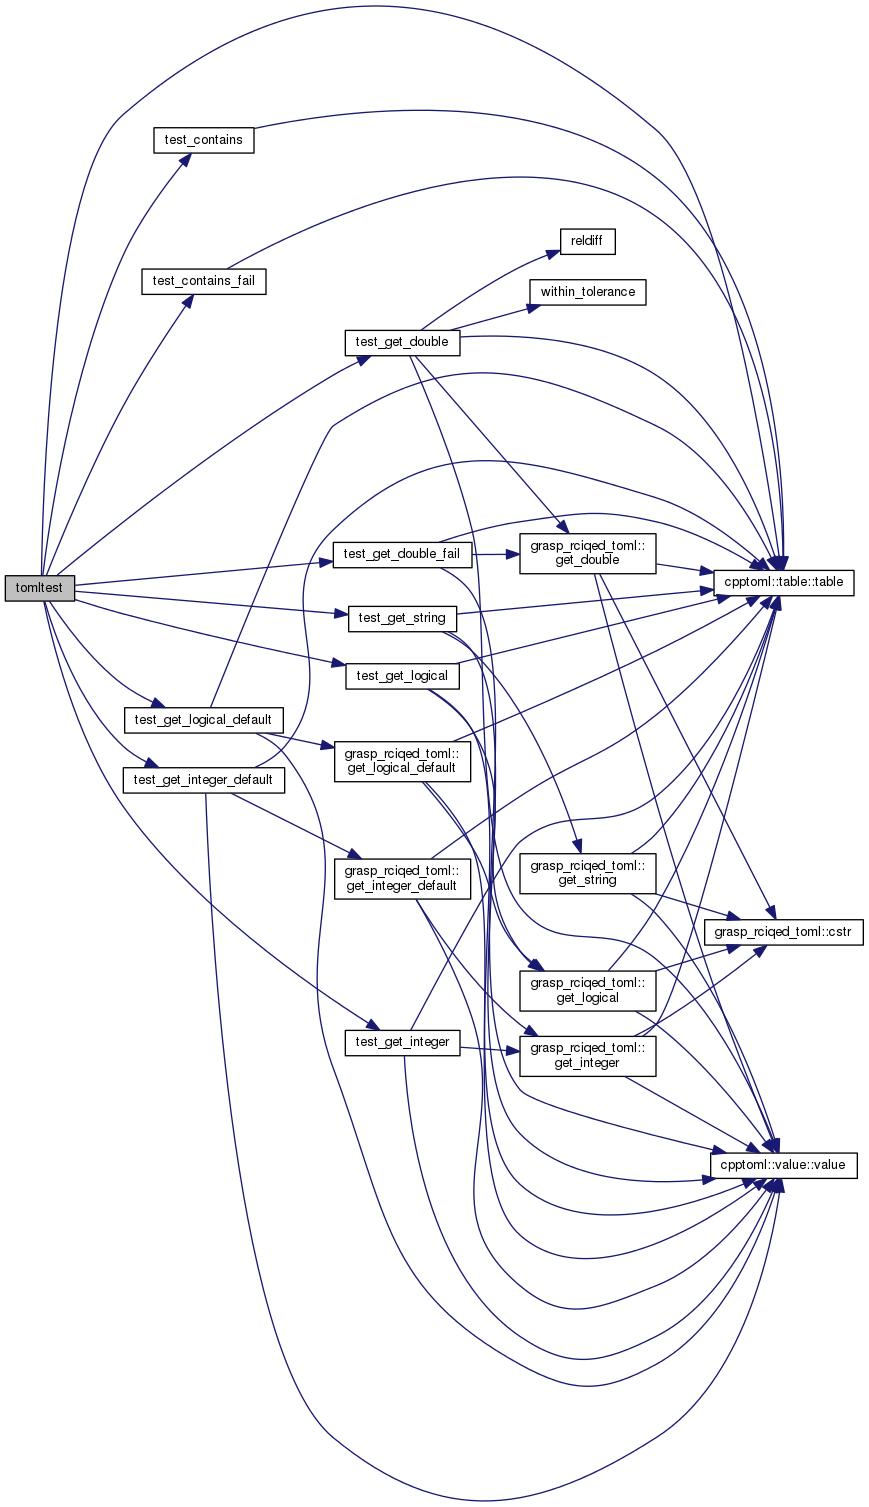 test_contains
reldiff
test_contains_fail
within_tolerance
test_get_double
test_get_double_fail
grasp_rciqed_toml::
get_double
tomltest
cpptoml::table::table
test_get_string
test_get_logical
test_get_logical_default
grasp_rciqed_toml::
get_logical_default
test_get_integer_default
grasp_rciqed_toml::
get_integer_default
grasp_rciqed_toml::
get_string
grasp_rciqed_toml::cstr
grasp_rciqed_toml::
get_logical
test_get_integer
grasp_rciqed_toml::
get_integer
cpptoml::value::value